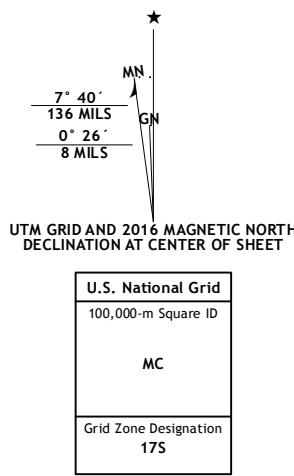 ★
MN
GN
7° 40´
136 MILS
0° 26´
8 MILS
UTM GRID AND 2016 MAGNETIC NORTH
DECLINATION AT CENTER OF SHEET
U.S. National Grid
100,000-m Square ID
MC
Grid Zone Designation
17S